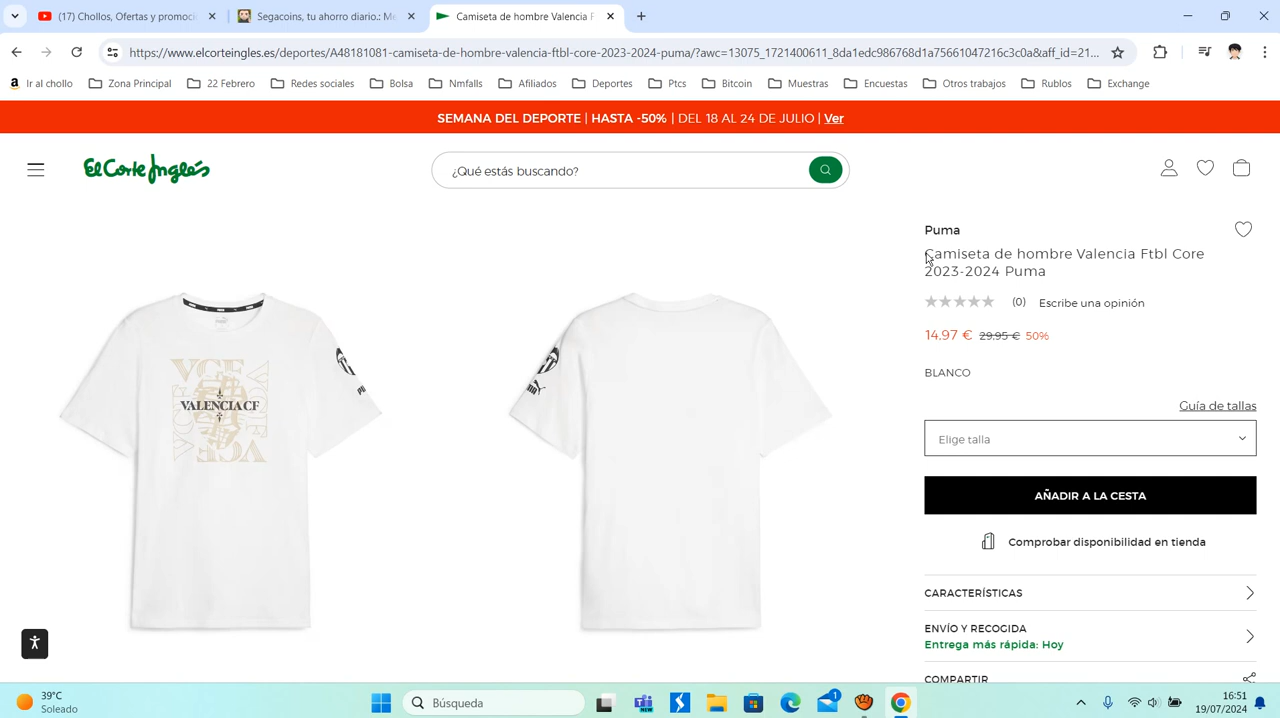 (17) Chollos, Ofertas y promoci
Segacoins, tu ahorro diario.: Me
Camiseta de hombre Valencia F
https://www.elcorteingles.es/deportes/A48181081-camiseta-de-hombre-valencia-ftbl-core-2023-2024-puma/?awc=13075_1721400611_8da1edc986768d1a75661047216c3c0a&aff_id=21...
Ir al chollo Zona Principal 22 Febrero Redes sociales Bolsa Nmfalls Afiliados Deportes Ptcs Bitcoin Muestras Encuestas Otros trabajos Rublos Exchange
SEMANA DEL DEPORTE | HASTA -50% | DEL 18 AL 24 DE JULIO | Ver
El Corte Inglés
¿Qué estás buscando?
Puma
Camiseta de hombre Valencia Ftbl Core
2023-2024 Puma
(0) Escribe una opinión
14.97 € 29.95 € 50%
BLANCO
Guía de tallas
Elige talla
AÑADIR A LA CESTA
Comprobar disponibilidad en tienda
CARACTERÍSTICAS
ENVÍO Y RECOGIDA
Entrega más rápida: Hoy
COMPARTIR
VCF
VALENCIA CF
VCF
39°C
Soleado
Búsqueda
1
16:51
19/07/2024